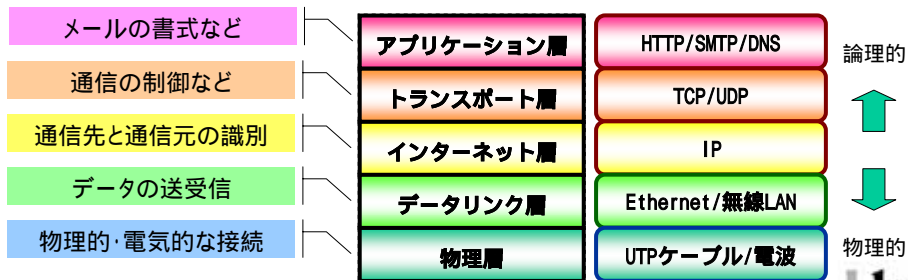 メールの書式など
アプリケーション層
HTTP/SMTP/DNS
論理的
通信の制御など
トランスポート層
TCP/UDP
通信先と通信元の識別
インターネット層
IP
データの送受信
データリンク層
Ethernet/無線LAN
物理的・電気的な接続
物理層
UTPケーブル/電波
物理的